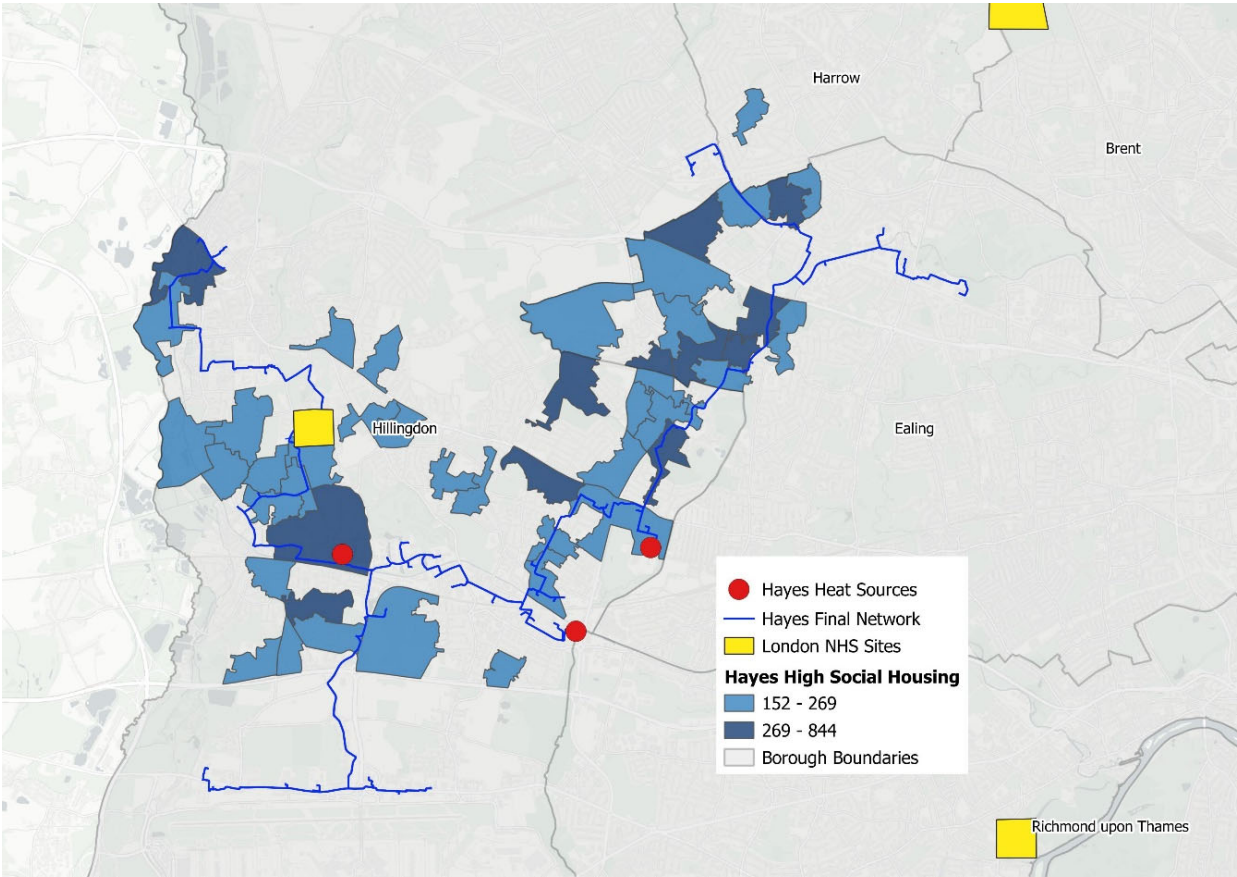 Harrow
Brent
Hillingdon
Ealing
Hayes Heat Sources
Hayes Final Network
London NHS Sites
Hayes High Social Housing
152 - 269
269 - 844
Borough Boundaries
Richmond upon Thames